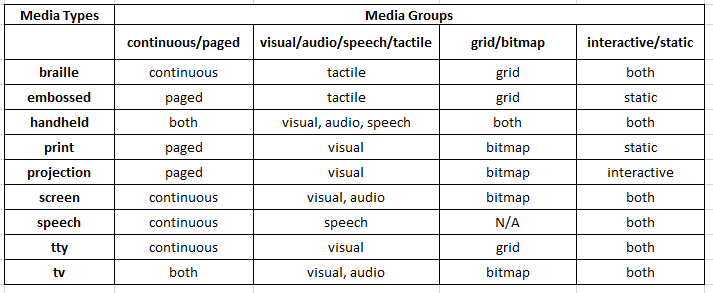 Media Types Media Groups
continuous/paged visual/audio/speech/tactile grid/bitmap interactive/static
braille continuous tactile grid both
embossed paged tactile grid static
handheld both visual, audio, speech both both
print paged visual bitmap static
projection paged visual bitmap interactive
screen continuous visual, audio bitmap both
speech continuous speech N/A both
tty continuous visual grid both
tv both visual, audio bitmap both